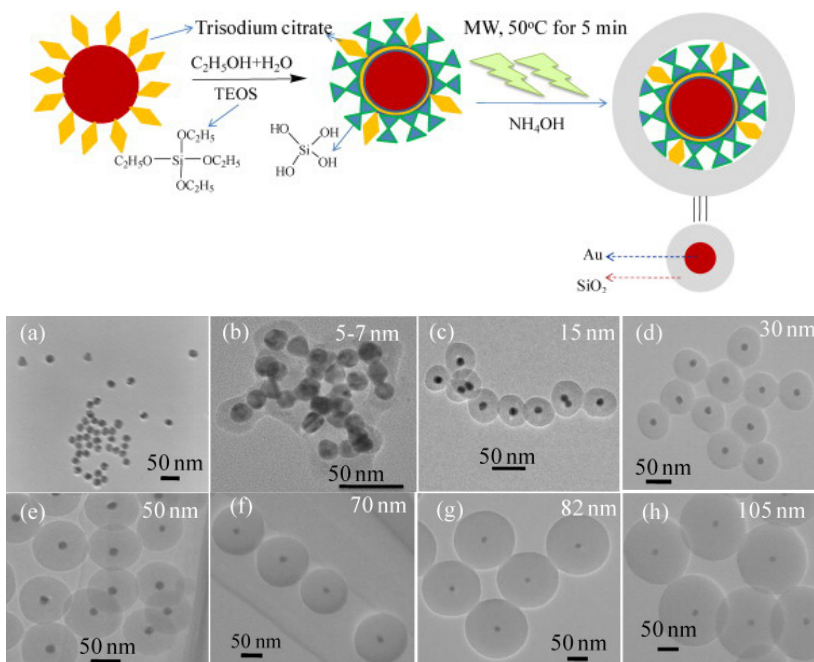 Trisodium citrate
MW, 50°C for 5 min
C₂H₅OH+H₂O
TEOS
NH₄OH
OC₂H₅
C₂H₅O Si OC₂H₅
OC₂H₅
HO OH
Si
HO OH
Au
SiO₂
(a)
50 nm
(b) 5-7 nm
50 nm
(c) 15 nm
50 nm
(d) 30 nm
50 nm
(e) 50 nm
50 nm
(f) 70 nm
50 nm
(g) 82 nm
50 nm
(h) 105 nm
50 nm